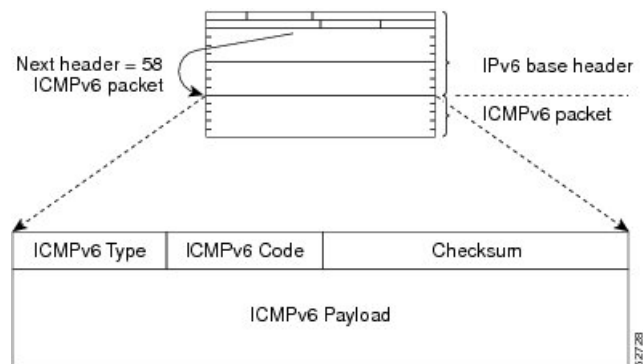 Next header = 58
ICMPv6 packet
IPv6 base header
ICMPv6 packet
ICMPv6 Type
ICMPv6 Code
Checksum
ICMPv6 Payload